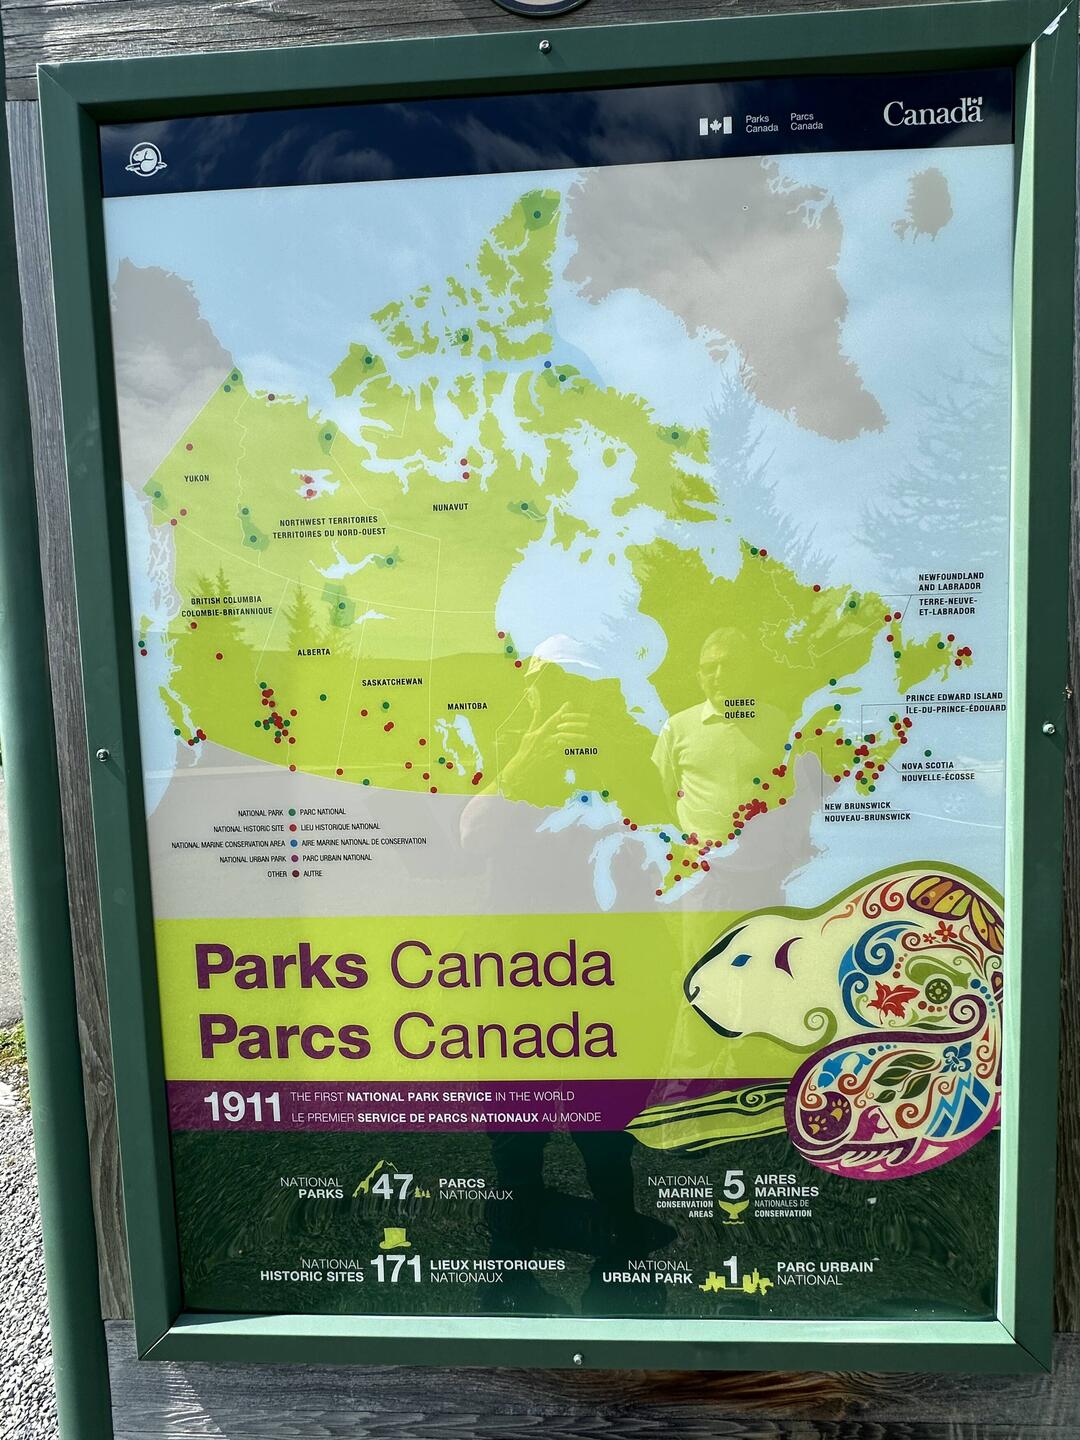 Parks Canada
Parcs Canada
Canada
YUKON
NORTHWEST TERRITORIES
TERRITOIRES DU NORD-OUEST
NUNAVUT
BRITISH COLUMBIA
COLOMBIE-BRITANNIQUE
ALBERTA
SASKATCHEWAN
MANITOBA
ONTARIO
QUEBEC
QUÉBEC
NEWFOUNDLAND
AND LABRADOR
TERRE-NEUVE-
ET-LABRADOR
PRINCE EDWARD ISLAND
ÎLE-DU-PRINCE-ÉDOUARD
NOVA SCOTIA
NOUVELLE-ÉCOSSE
NEW BRUNSWICK
NOUVEAU-BRUNSWICK
NATIONAL PARK PARC NATIONAL
NATIONAL HISTORIC SITE LIEU HISTORIQUE NATIONAL
NATIONAL MARINE CONSERVATION AREA AIRE MARINE NATIONAL DE CONSERVATION
NATIONAL URBAN PARK PARC URBAIN NATIONAL
OTHER AUTRE
Parks Canada
Parcs Canada
1911 THE FIRST NATIONAL PARK SERVICE IN THE WORLD
LE PREMIER SERVICE DE PARCS NATIONAUX AU MONDE
NATIONAL PARKS 47 PARCS NATIONAUX
NATIONAL MARINE CONSERVATION AREAS 5 AIRES MARINES NATIONALES DE CONSERVATION
NATIONAL HISTORIC SITES 171 LIEUX HISTORIQUES NATIONAUX
NATIONAL URBAN PARK 1 PARC URBAIN NATIONAL